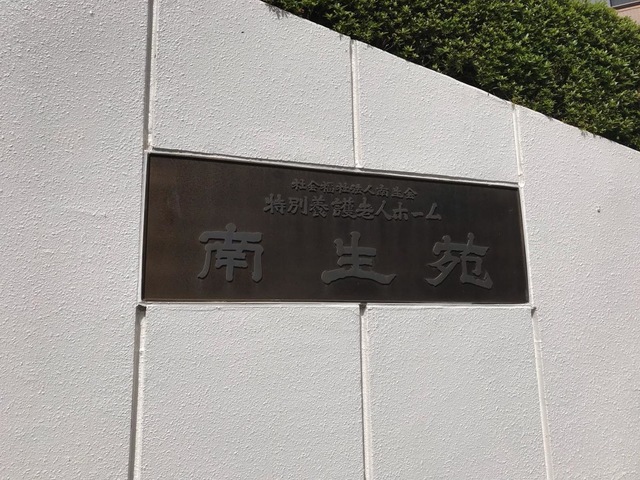 社会福祉法人南生会
特別養護老人ホーム
南生苑